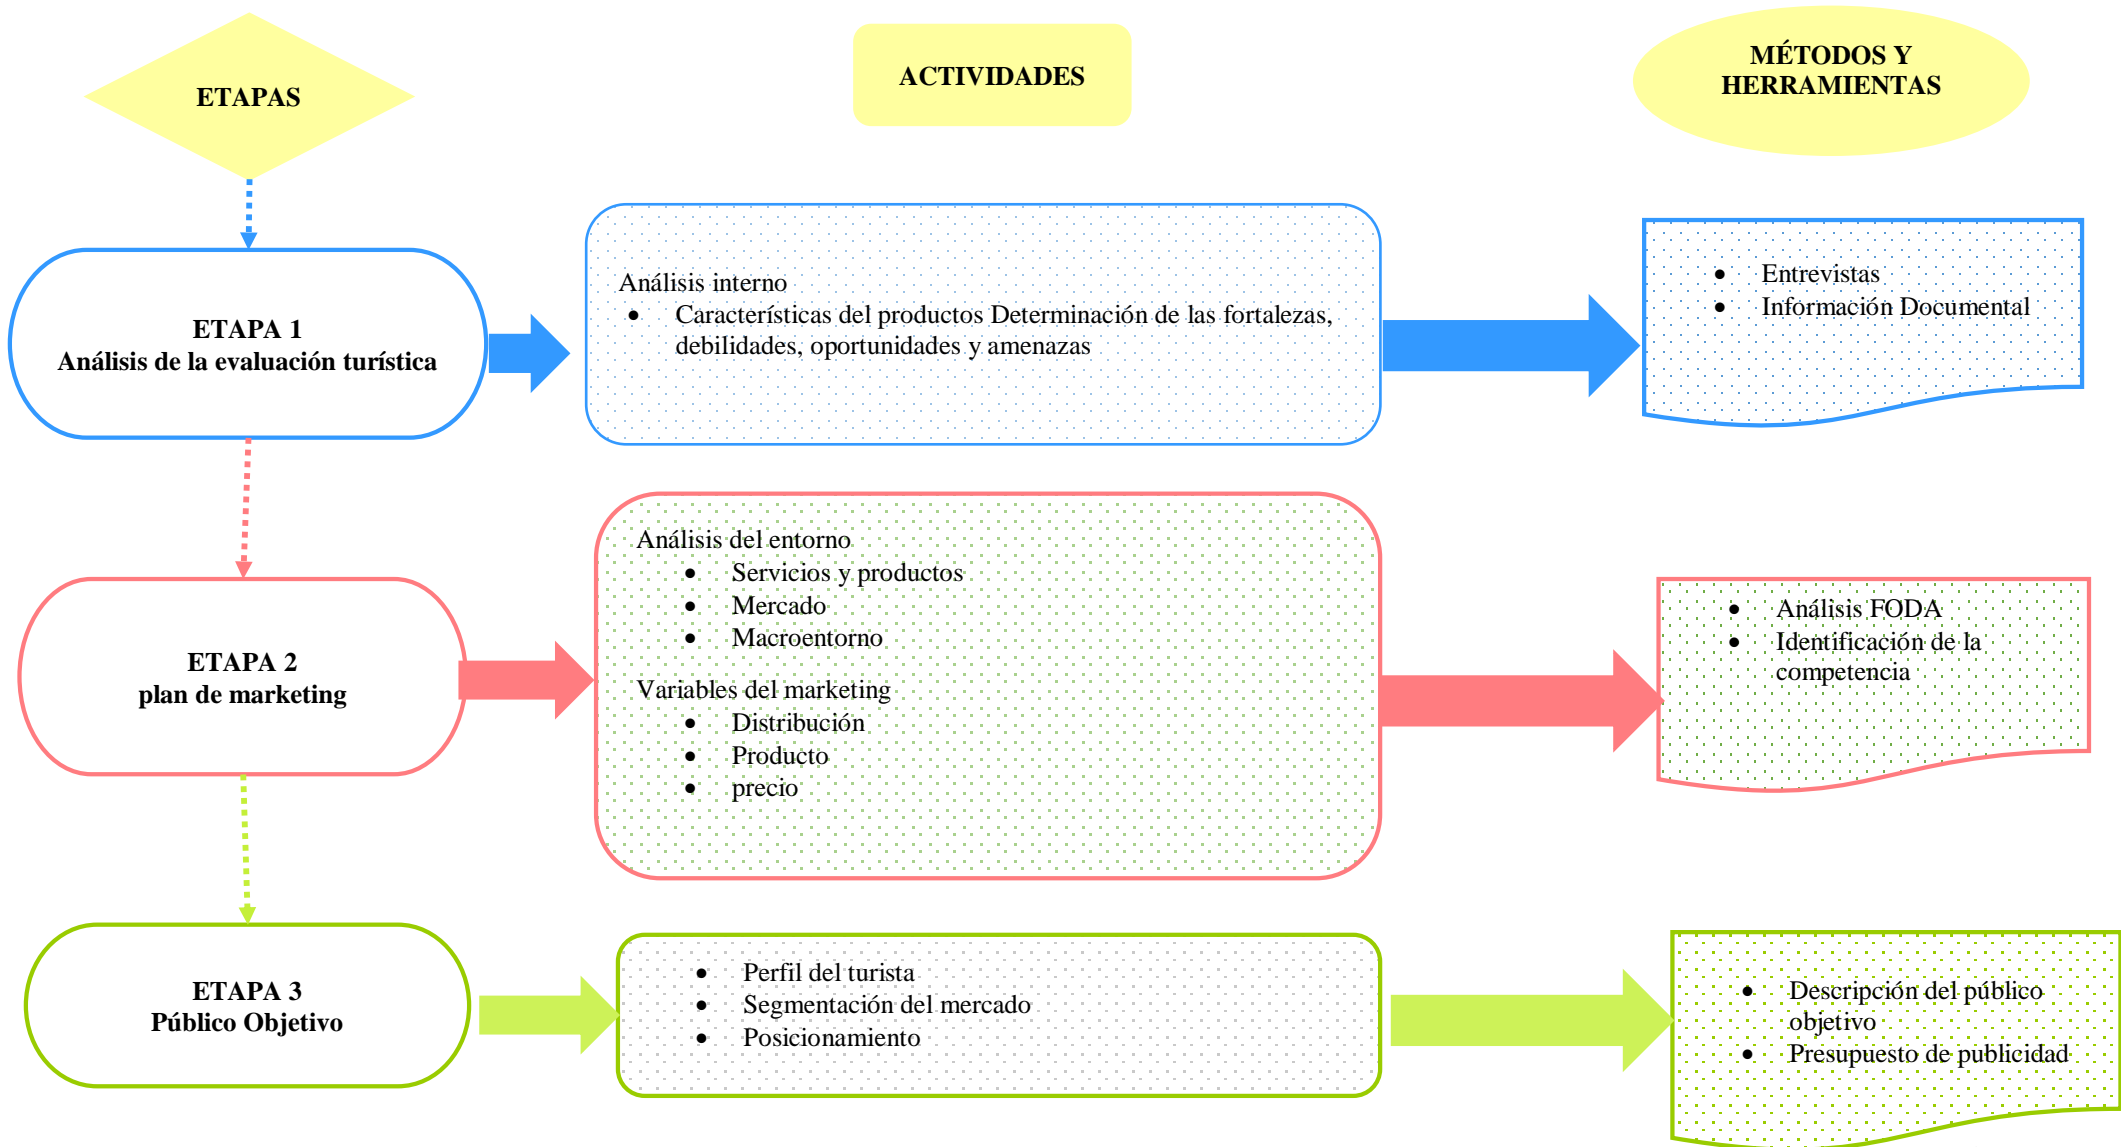 ETAPAS
ACTIVIDADES
MÉTODOS Y
HERRAMIENTAS
ETAPA 1
Análisis de la evaluación turística
Análisis interno
• Características del productos Determinación de las fortalezas,
debilidades, oportunidades y amenazas
• Entrevistas
• Información Documental
ETAPA 2
plan de marketing
Análisis del entorno
• Servicios y productos
• Mercado
• Macroentorno
Variables del marketing
• Distribución
• Producto
• precio
• Análisis FODA
• Identificación de la
competencia
ETAPA 3
Público Objetivo
• Perfil del turista
• Segmentación del mercado
• Posicionamiento
• Descripción del público
objetivo
• Presupuesto de publicidad